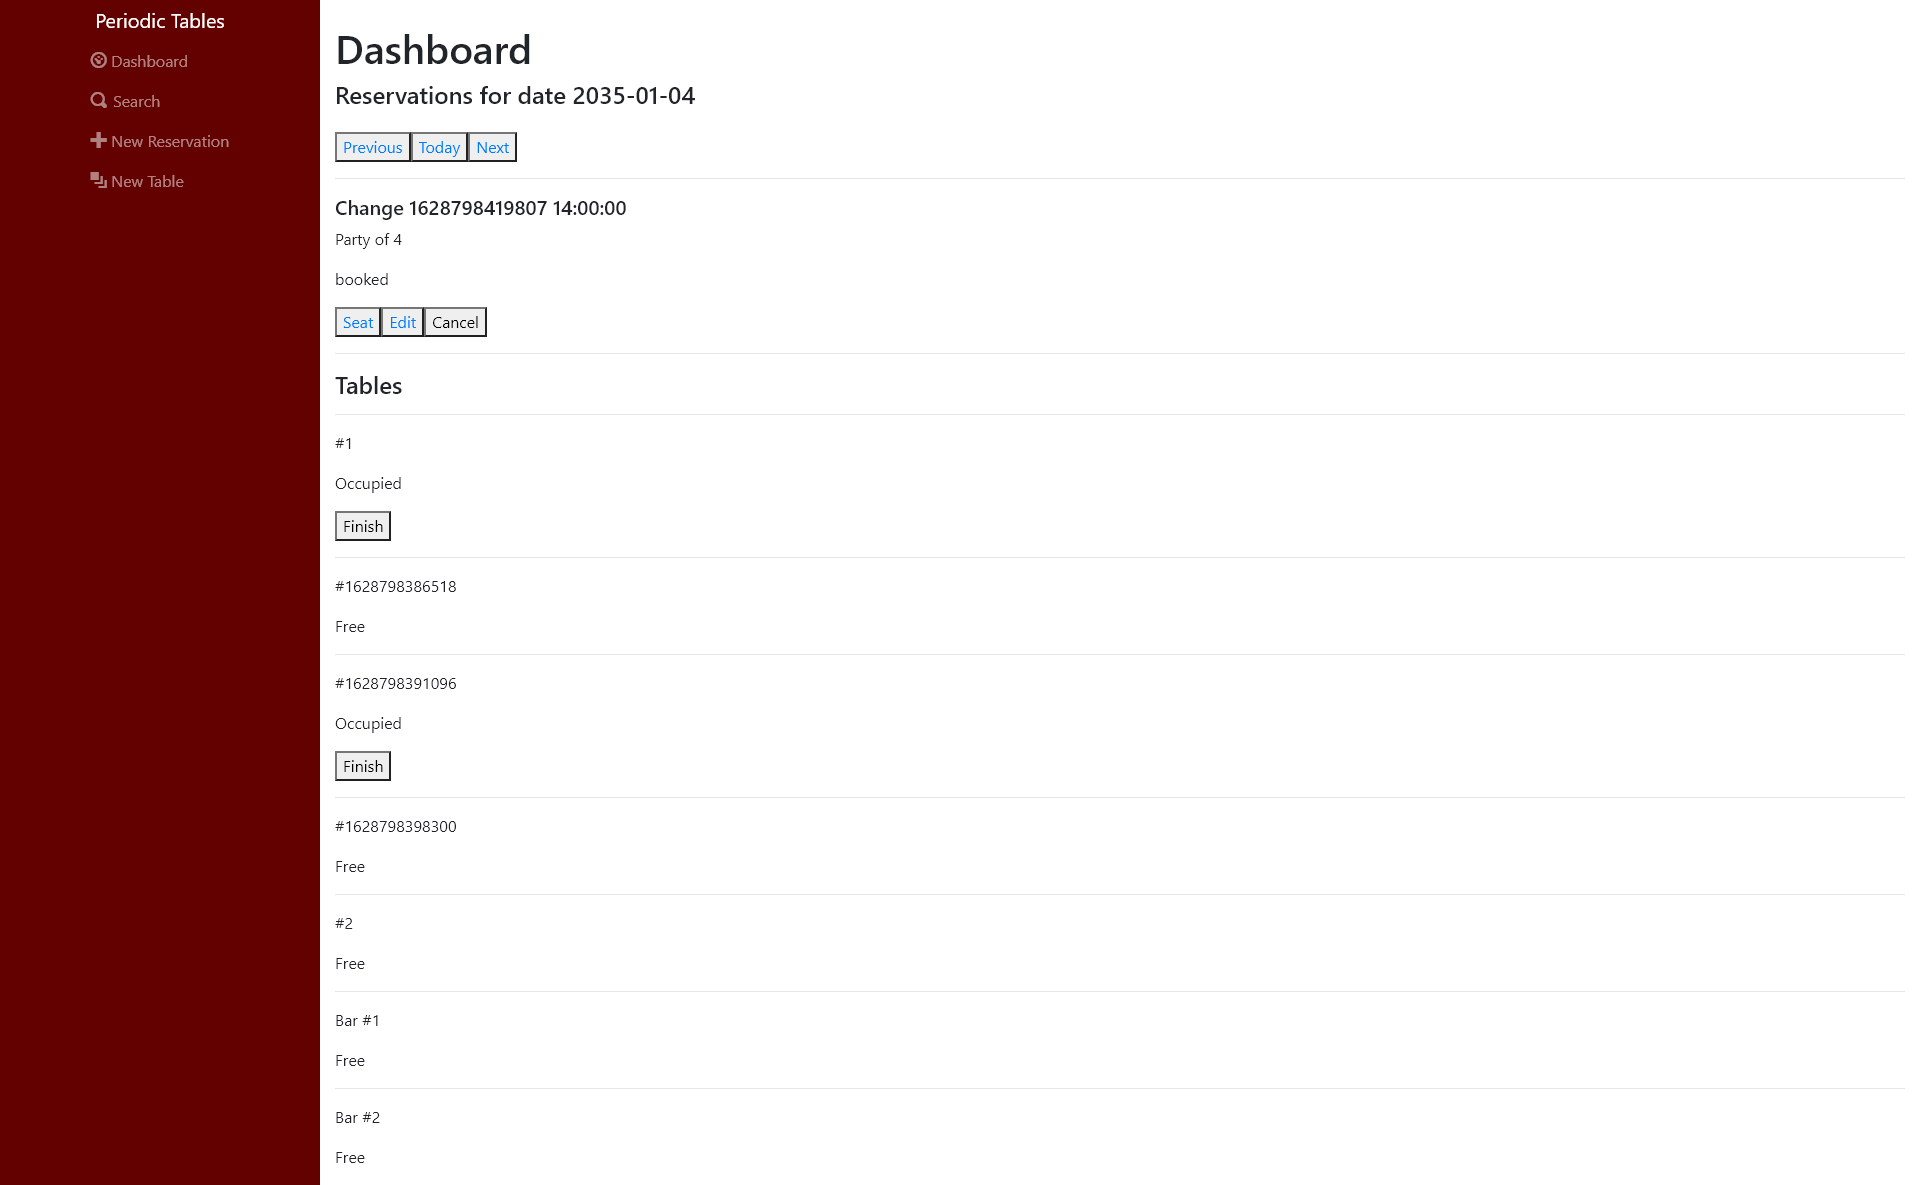 Periodic Tables
Dashboard
Search
New Reservation
New Table
Dashboard
Reservations for date 2035-01-04
Previous Today Next
Change 1628798419807 14:00:00
Party of 4
booked
Seat Edit Cancel
Tables
#1
Occupied
Finish
#1628798386518
Free
#1628798391096
Occupied
Finish
#1628798398300
Free
#2
Free
Bar #1
Free
Bar #2
Free